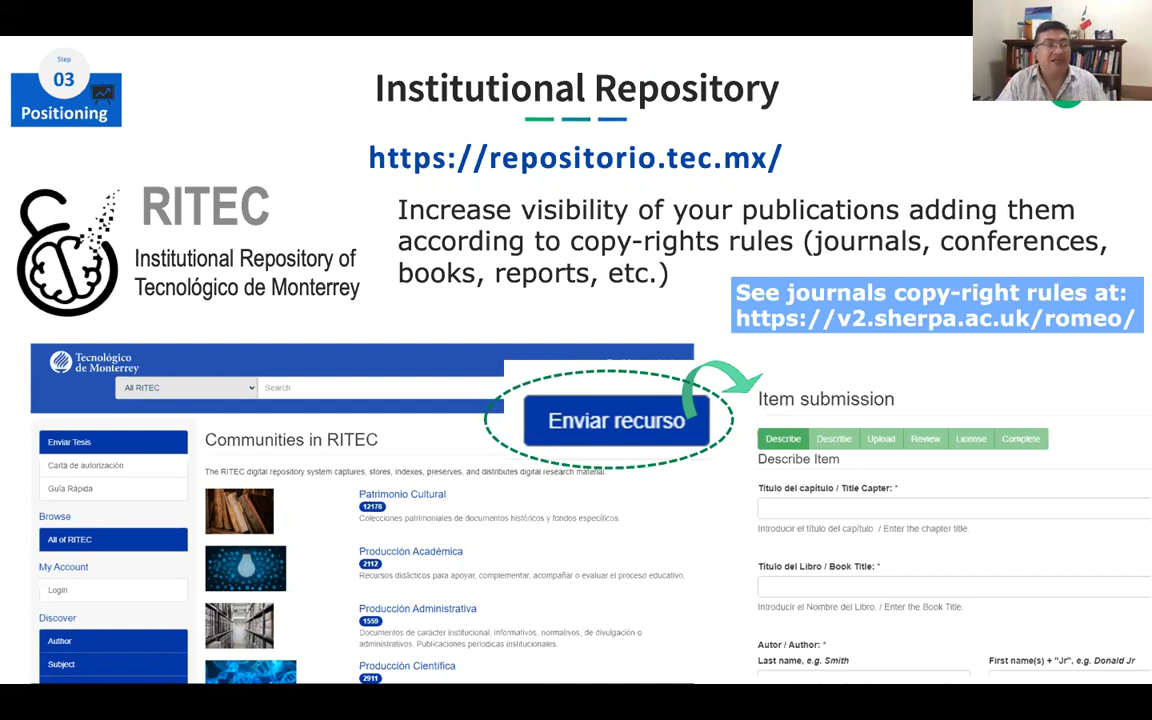 Step
03
Positioning
Institutional Repository
https://repositorio.tec.mx/
RITEC
Institutional Repository of
Tecnológico de Monterrey
Increase visibility of your publications adding them
according to copy-rights rules (journals, conferences,
books, reports, etc.)
See journals copy-right rules at:
https://v2.sherpa.ac.uk/romeo/
Tecnológico
de Monterrey
All RITEC
Search
Enviar recurso
Enviar Tesis
Carta de autorización
Guía Rápida
Browse
All of RITEC
My Account
Login
Discover
Author
Subject
Communities in RITEC
The RITEC digital repository system captures, stores, indexes, preserves, and distributes digital research material.
Patrimonio Cultural
12176
Colecciones patrimoniales de documentos históricos y fondos específicos.
Producción Académica
2112
Recursos didácticos para apoyar, complementar, acompañar o evaluar el proceso educativo.
Producción Administrativa
1559
Documentos de carácter institucional, informativos, normativos, de divulgación o
administrativos. Publicaciones periodicas institucionales.
Producción Científica
2911
Item submission
Describe
Describe
Upload
Review
License
Complete
Describe Item
Título del capítulo / Title Capter: *
Introducir el título del capítulo. / Enter the chapter title.
Título del Libro / Book Title: *
Introducir el Nombre del Libro. / Enter the Book Title.
Autor / Author: *
Last name, e.g. Smith
First name(s) + "Jr", e.g. Donald Jr